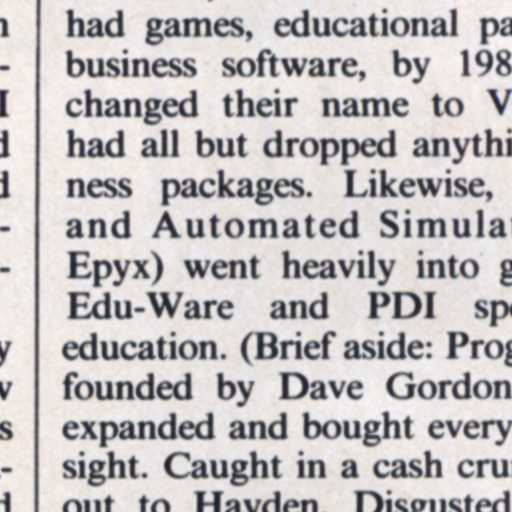 had games, educational pa
business software, by 198
changed their name to V
had all but dropped anythi
ness packages. Likewise,
and Automated Simulat
Epyx) went heavily into g
Edu-Ware and PDI spe
education. (Brief aside: Prog
founded by Dave Gordon
expanded and bought every
sight. Caught in a cash cru
out to Hayden. Disgusted